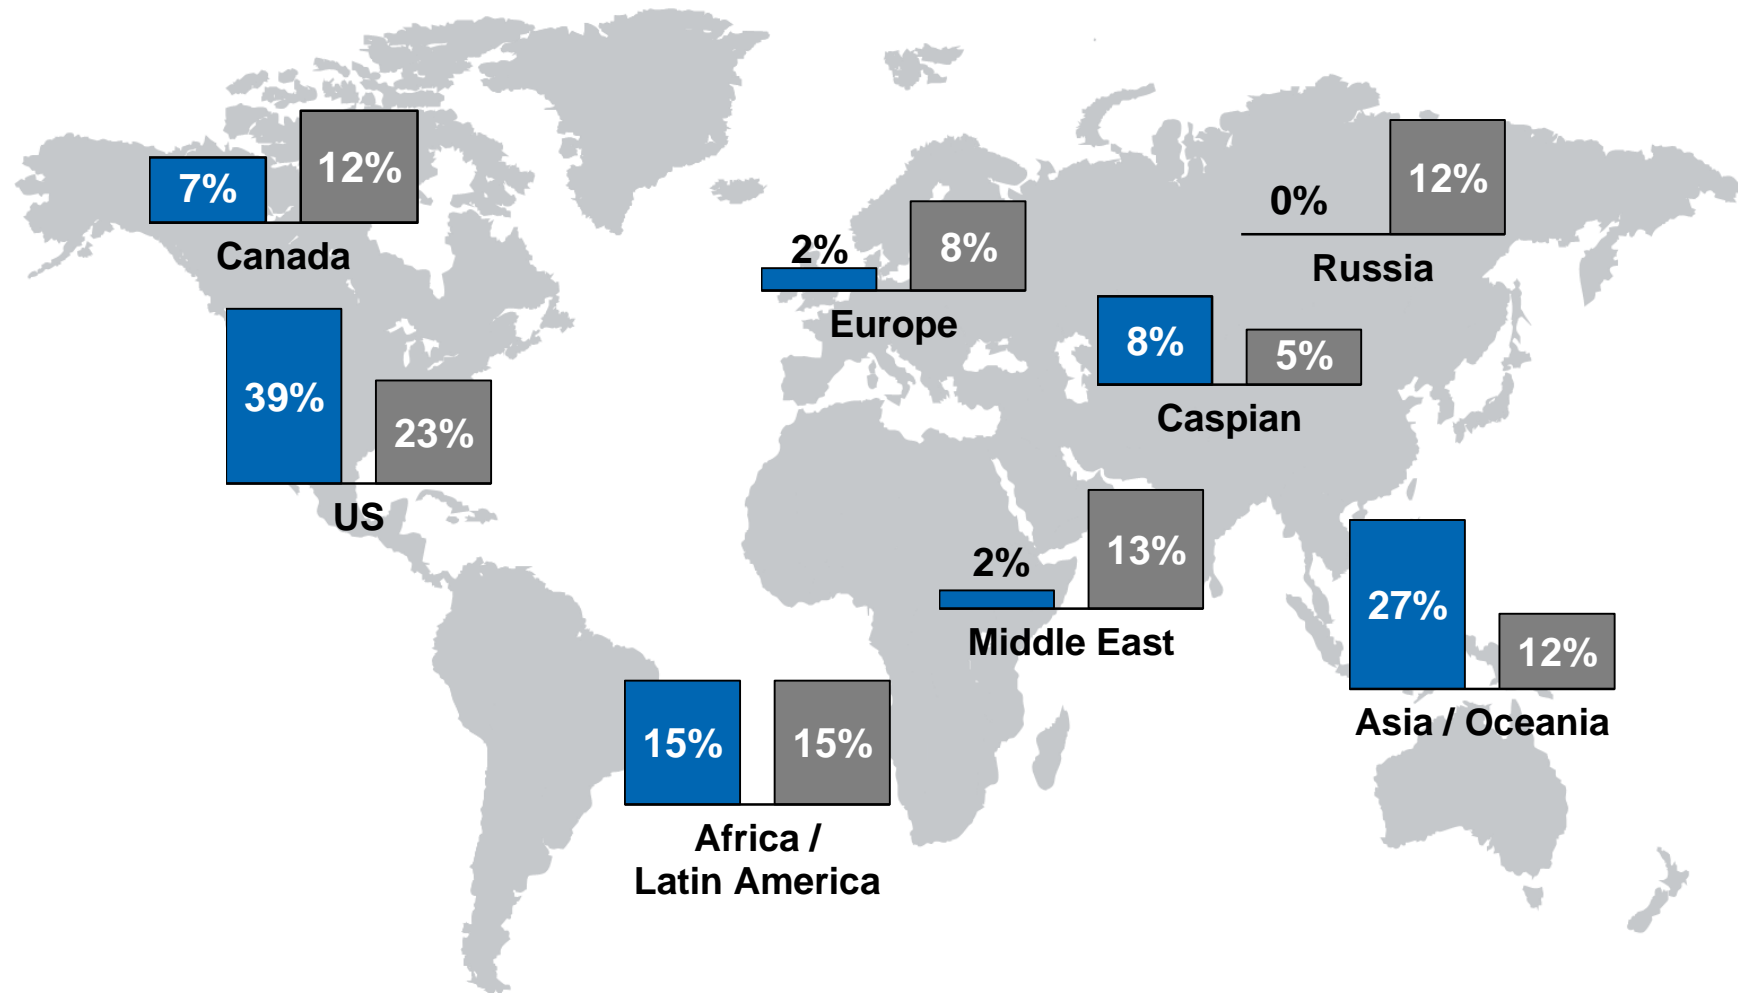 7%
12%
Canada
39%
23%
US
2%
8%
Europe
0%
12%
Russia
8%
5%
Caspian
2%
13%
Middle East
27%
12%
Asia / Oceania
15%
15%
Africa /
Latin America